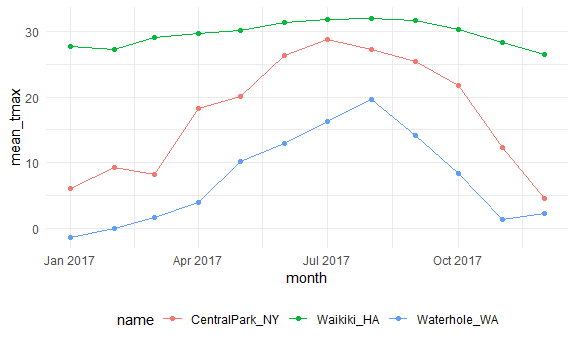 30
20
10
0
mean_tmax
Jan 2017 Apr 2017 Jul 2017 Oct 2017
month
name CentralPark_NY Waikiki_HA Waterhole_WA